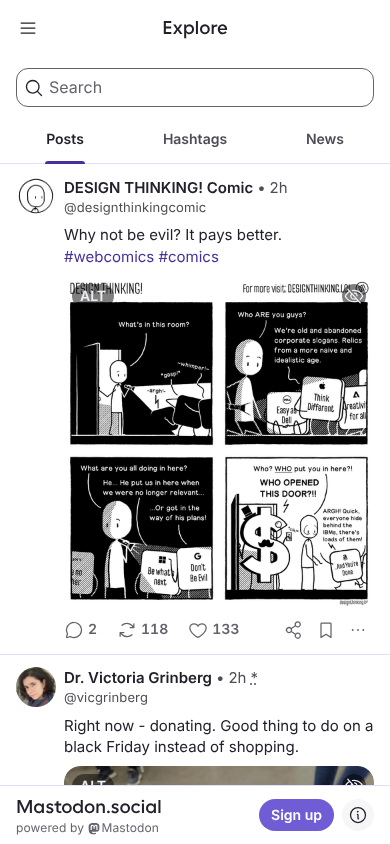 Explore
Search
Posts
Hashtags
News
DESIGN THINKING! Comic • 2h
@designthinkingcomic
Why not be evil? It pays better.
#webcomics #comics
DESIGN THINKING!
For more visit; DESIGNTHINKING.LO
ALT
What's in this room?
~whimper!~
*gasp!*
~argh!~
Who ARE you guys?
We're old and abandoned
corporate slogans. Relics
from a more naive and
idealistic age.
Easy as
Dell
Think
Different
Creativity
for all
What are you all doing in here?
He... He put us in here when
we were no longer relevant...
...Or got in the
way of his plans!
Be what's
next
Don't
Be Evil
Who? WHO put you in here?!
WHO OPENED
THIS DOOR?!!
ARGH! Quick,
everyone hide
behind the
IBMs, there's
loads of them!
And You're
Done
2
118
133
Dr. Victoria Grinberg • 2h *
@vicgrinberg
Right now - donating. Good thing to do on a
black Friday instead of shopping.
ALT
Mastodon.social
powered by Mastodon
Sign up